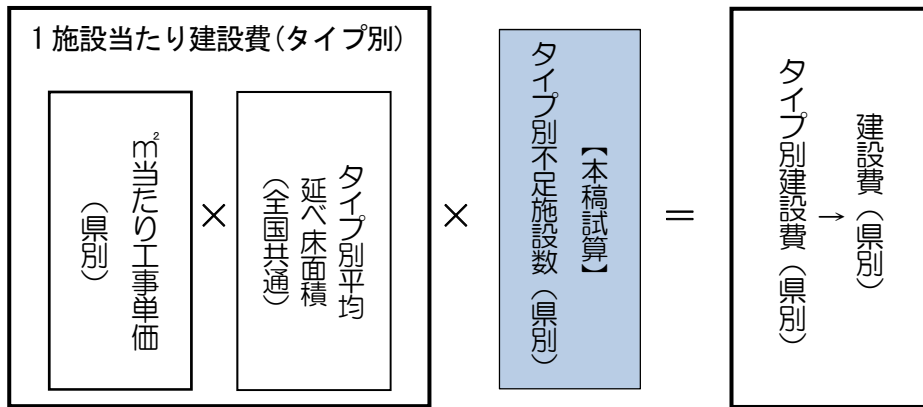 1施設当たり建設費(タイプ別)
㎡当たり工事単価
(県別)
×
タイプ別平均
延べ床面積
(全国共通)
×
【本稿試算】
タイプ別不足施設数(県別)
=
建設費(県別)
↑
タイプ別建設費(県別)